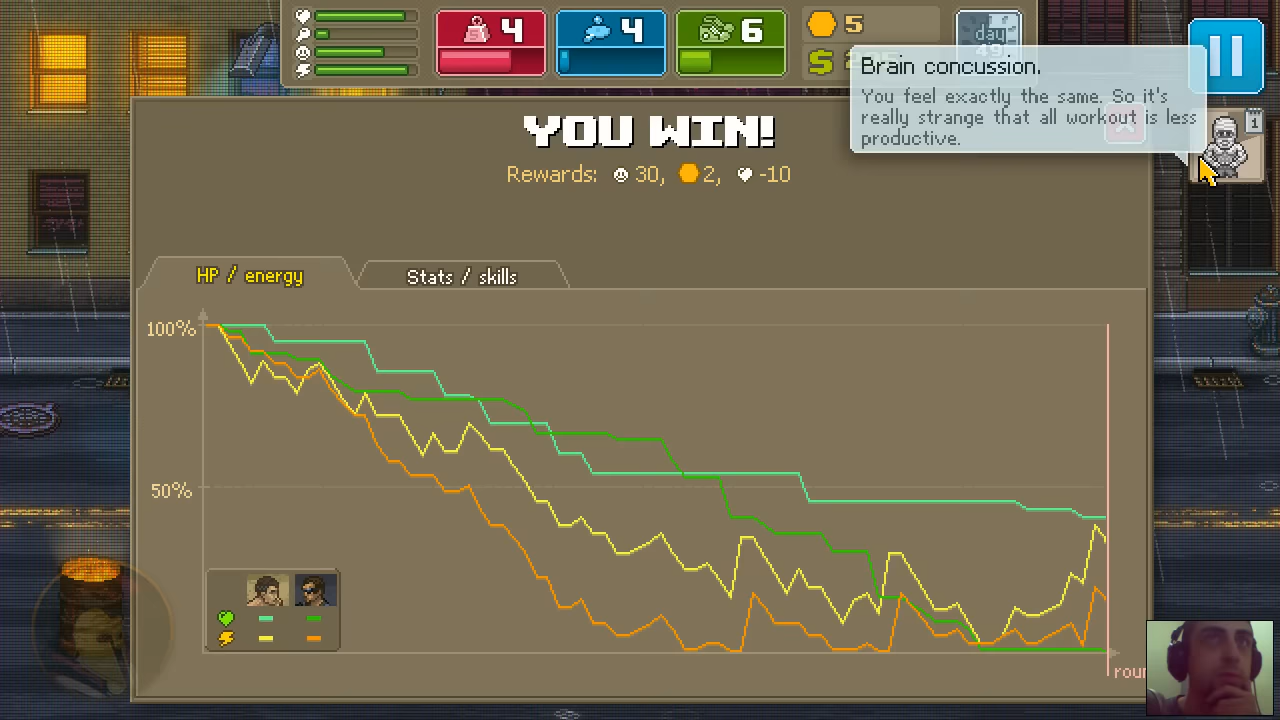 4
4
6
5
day
Brain concussion.
You feel exactly the same. So it's
really strange that all workout is less
productive.
1
YOU WIN!
Rewards: 30, 2, -10
HP / energy
Stats / skills
100%
50%